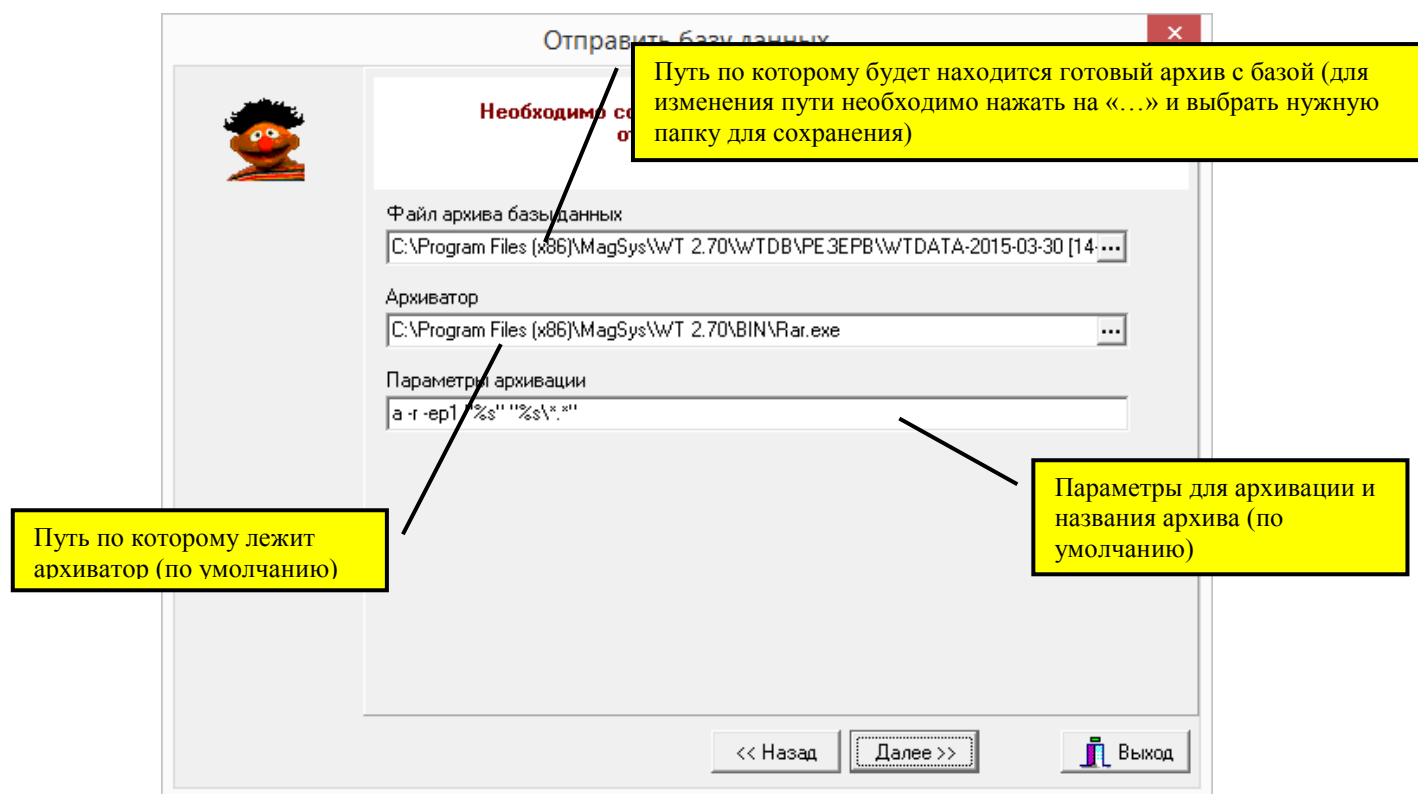 Отправить базу данных
Путь по которому будет находится готовый архив с базой (для
изменения пути необходимо нажать на «…» и выбрать нужную
папку для сохранения)
Необходимо
Файл архива базы данных
C:\Program Files (x86)\MagSys\WT 2.70\WTDB\РЕЗЕРВ\WTDATA-2015-03-30 [14-
...
Архиватор
C:\Program Files (x86)\MagSys\WT 2.70\BIN\Rar.exe
...
Параметры архивации
a -r -ep1 "%s" "%s\*.*"
Параметры для архивации и
названия архива (по
умолчанию)
Путь по которому лежит
архиватор (по умолчанию)
<< Назад
Далее >>
Выход